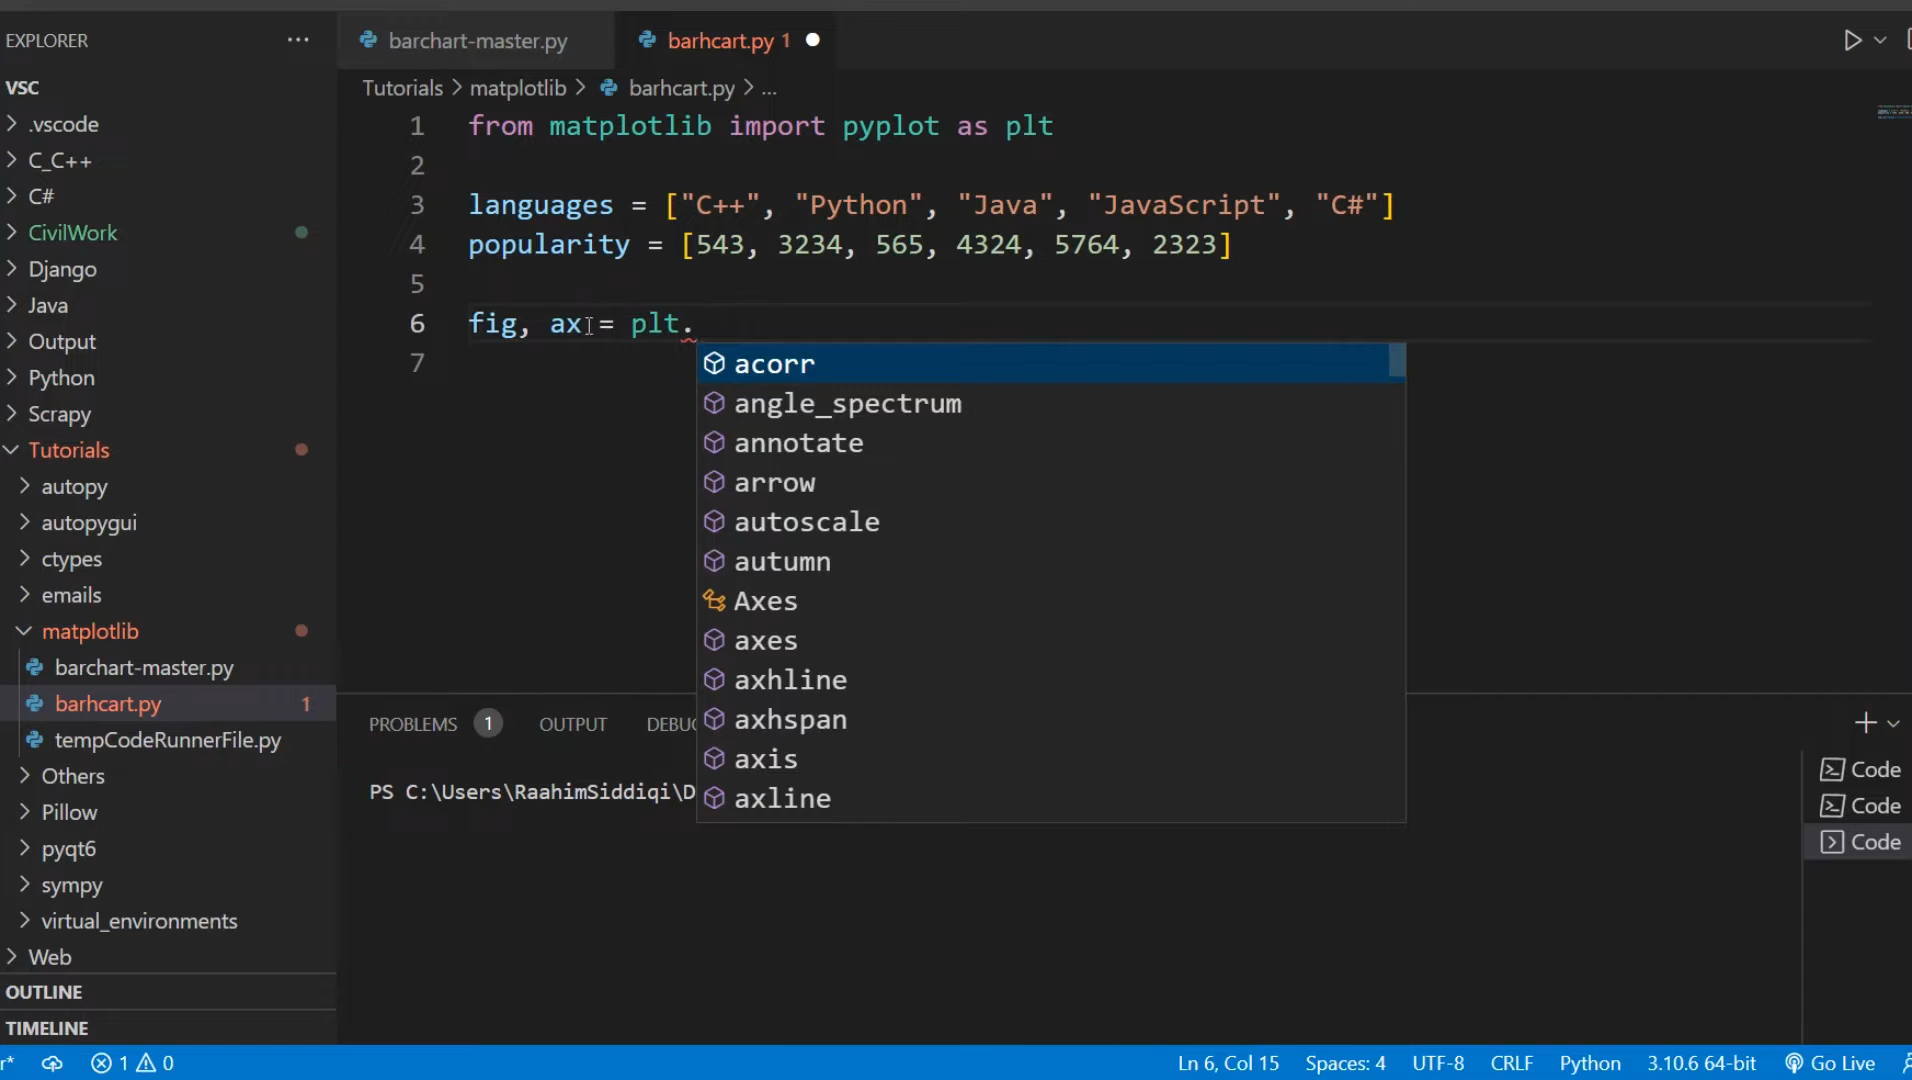 EXPLORER
VSC
.vscode
C_C++
C#
CivilWork
Django
Java
Output
Python
Scrapy
Tutorials
autopy
autopygui
ctypes
emails
matplotlib
barchart-master.py
barhcart.py 1
tempCodeRunnerFile.py
Others
Pillow
pyqt6
sympy
virtual_environments
Web
OUTLINE
TIMELINE
barchart-master.py
barhcart.py 1
Tutorials > matplotlib > barhcart.py > ...
1 from matplotlib import pyplot as plt
2
3 languages = ["C++", "Python", "Java", "JavaScript", "C#"]
4 popularity = [543, 3234, 565, 4324, 5764, 2323]
5
6 fig, ax = plt.
7
acorr
angle_spectrum
annotate
arrow
autoscale
autumn
Axes
axes
axhline
axhspan
axis
axline
PROBLEMS 1 OUTPUT DEBUG
PS C:\Users\RaahimSiddiqi\D
Code
Code
Code
r* 1 0 Ln 6, Col 15 Spaces: 4 UTF-8 CRLF Python 3.10.6 64-bit Go Live